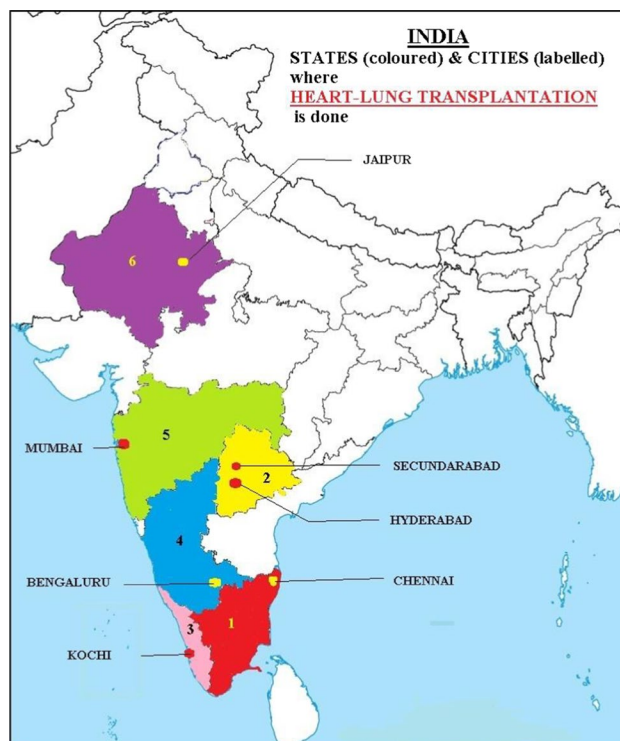 INDIA
STATES (coloured) & CITIES (labelled)
where
HEART-LUNG TRANSPLANTATION
is done
JAIPUR
6
MUMBAI
5
SECUNDARABAD
2
HYDERABAD
4
BENGALURU
CHENNAI
1
3
KOCHI